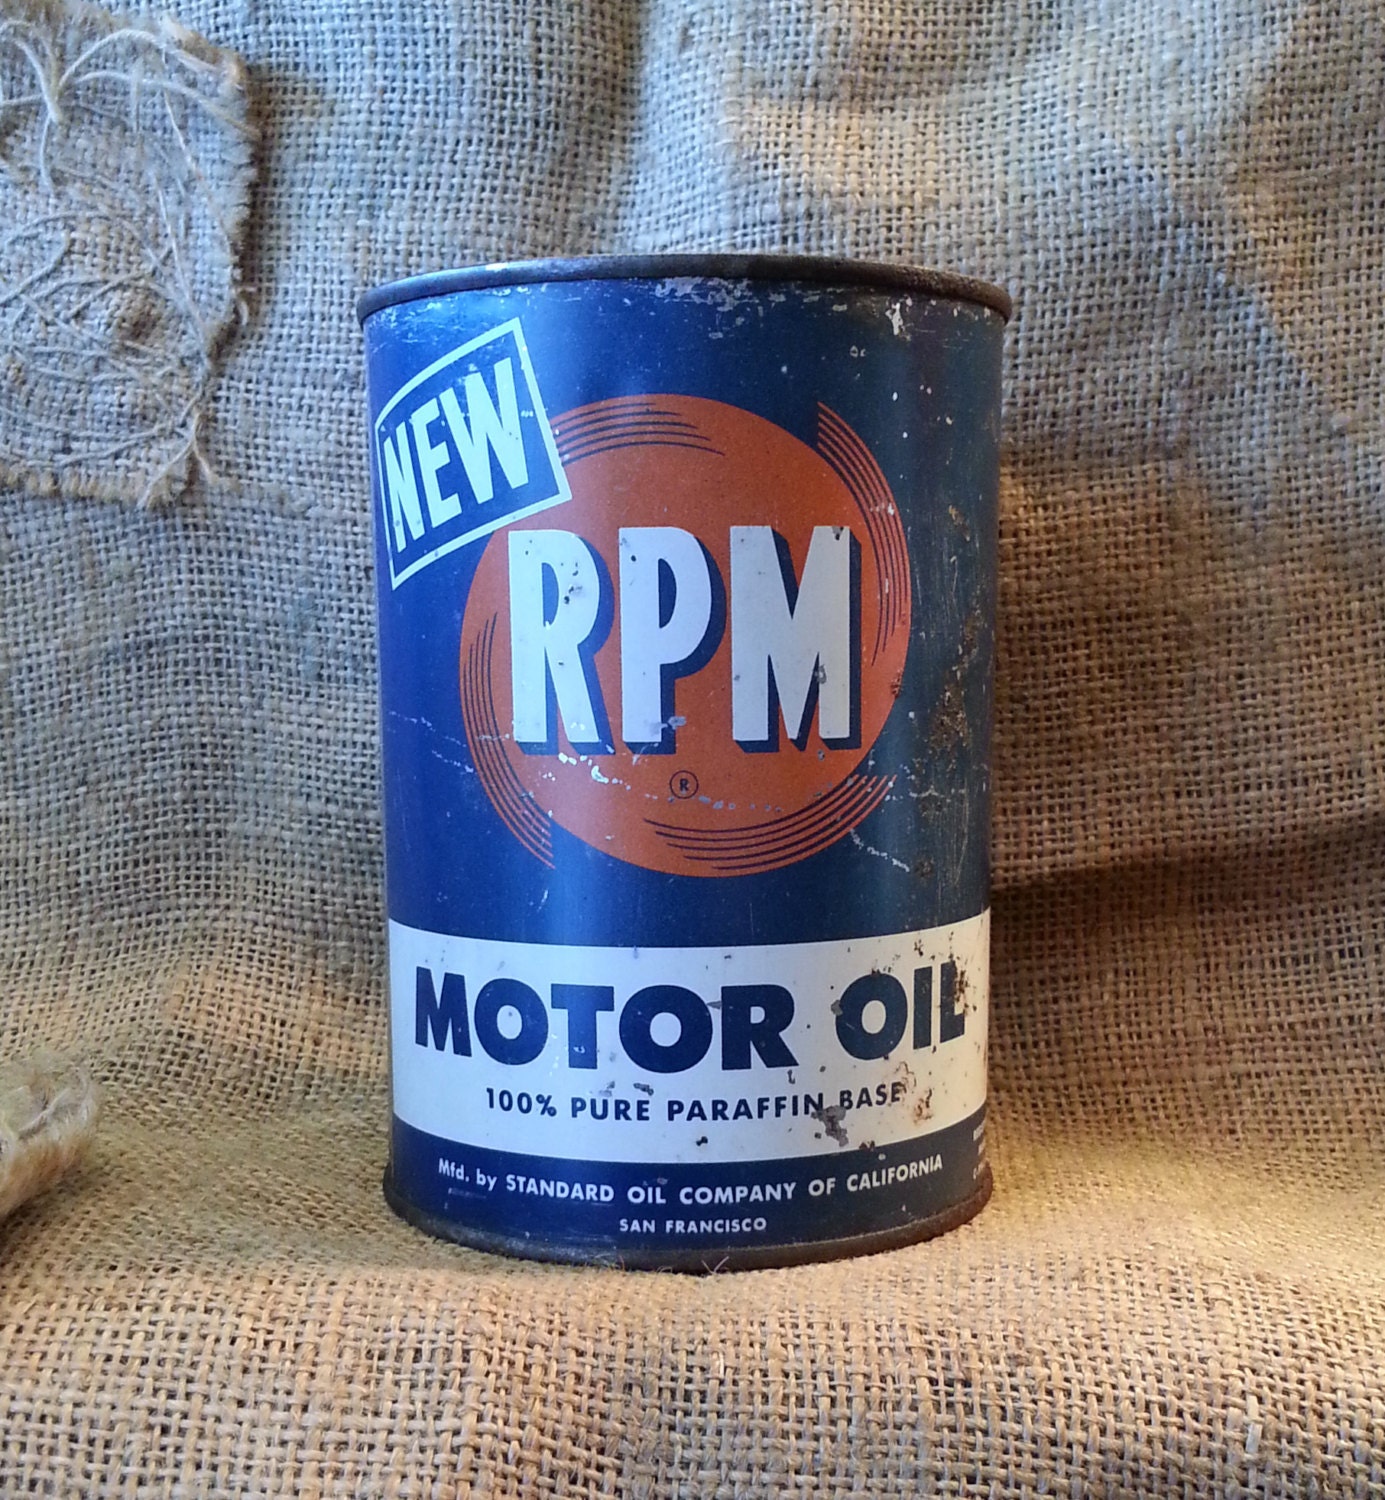 NEW
RPM
®
MOTOR OIL
100% PURE PARAFFIN BASE
Mfd. by STANDARD OIL COMPANY OF CALIFORNIA
SAN FRANCISCO